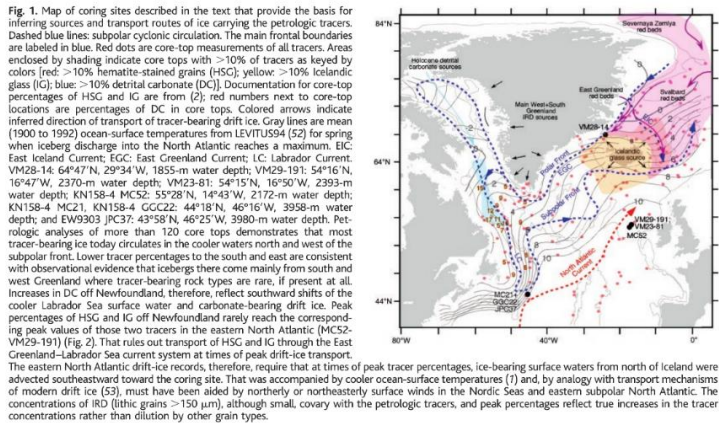 Fig. 1. Map of coring sites described in the text that provide the basis for
inferring sources and transport routes of ice carrying the petrologic tracers.
Dashed blue lines: subpolar cyclonic circulation. The main frontal boundaries
are labeled in blue. Red dots are core-top measurements of all tracers. Areas
enclosed by shading indicate core tops with >10% of tracers as keyed by
colors [red: >10% hematite-stained grains (HSG); yellow: >10% Icelandic
glass (IG); blue: >10% detrital carbonate (DC)]. Documentation for core-top
percentages of HSG and IG are from (2); red numbers next to core-top
locations are percentages of DC in core tops. Colored arrows indicate
inferred direction of transport of tracer-bearing drift ice. Gray lines are mean
(1900 to 1992) ocean-surface temperatures from LEVITUS94 (52) for spring
when iceberg discharge into the North Atlantic reaches a maximum. EIC:
East Iceland Current; EGC: East Greenland Current; LC: Labrador Current.
VM28-14: 64°47′N, 29°34′W, 1855-m water depth; VM29-191: 54°16′N,
16°47′W, 2370-m water depth; VM23-81: 54°15′N, 16°50′W, 2393-m
water depth; KN158-4 MC52: 55°28′N, 14°43′W, 2172-m water depth;
KN158-4 MC21, KN158-4 GGC22: 44°18′N, 46°16′W, 3958-m water
depth; and EW9303 JPC37: 43°58′N, 46°25′W, 3980-m water depth. Pet-
rologic analyses of more than 120 core tops demonstrates that most
tracer-bearing ice today circulates in the cooler waters north and west of the
subpolar front. Lower tracer percentages to the south and east are consistent
with observational evidence that icebergs there come mainly from south and
west Greenland where tracer-bearing rock types are rare, if present at all.
Increases in DC off Newfoundland, therefore, reflect southward shifts of the
cooler Labrador Sea surface water and carbonate-bearing drift ice. Peak
percentages of HSG and IG off Newfoundland rarely reach the correspond-
ing peak values of those two tracers in the eastern North Atlantic (MC52-
VM29-191) (Fig. 2). That rules out transport of HSG and IG through the East
Greenland–Labrador Sea current system at times of peak drift-ice transport.
The eastern North Atlantic drift-ice records, therefore, require that at times of peak tracer percentages, ice-bearing surface waters from north of Iceland were
advected southeastward toward the coring site. That was accompanied by cooler ocean-surface temperatures (1) and, by analogy with transport mechanisms
of modern drift ice (53), must have been aided by northerly or northeasterly surface winds in the Nordic Seas and eastern subpolar North Atlantic. The
concentrations of IRD (lithic grains >150 μm), although small, covary with the petrologic tracers, and peak percentages reflect true increases in the tracer
concentrations rather than dilution by other grain types.
84°N
Severnaya Zemlya
red beds
Holocene detrital
carbonate sources
East Greenland
red beds
Svalbard
red beds
Main West+South
Greenland
IRD sources
VM28-14
64°N
Icelandic
glass source
Polar Front
EGC
Subpolar Front
10
VM29-191
VM23-81
MC52
10
North Atlantic
Current
MC21
GGC22
JPC37
44°N
80°W
40°W
0°